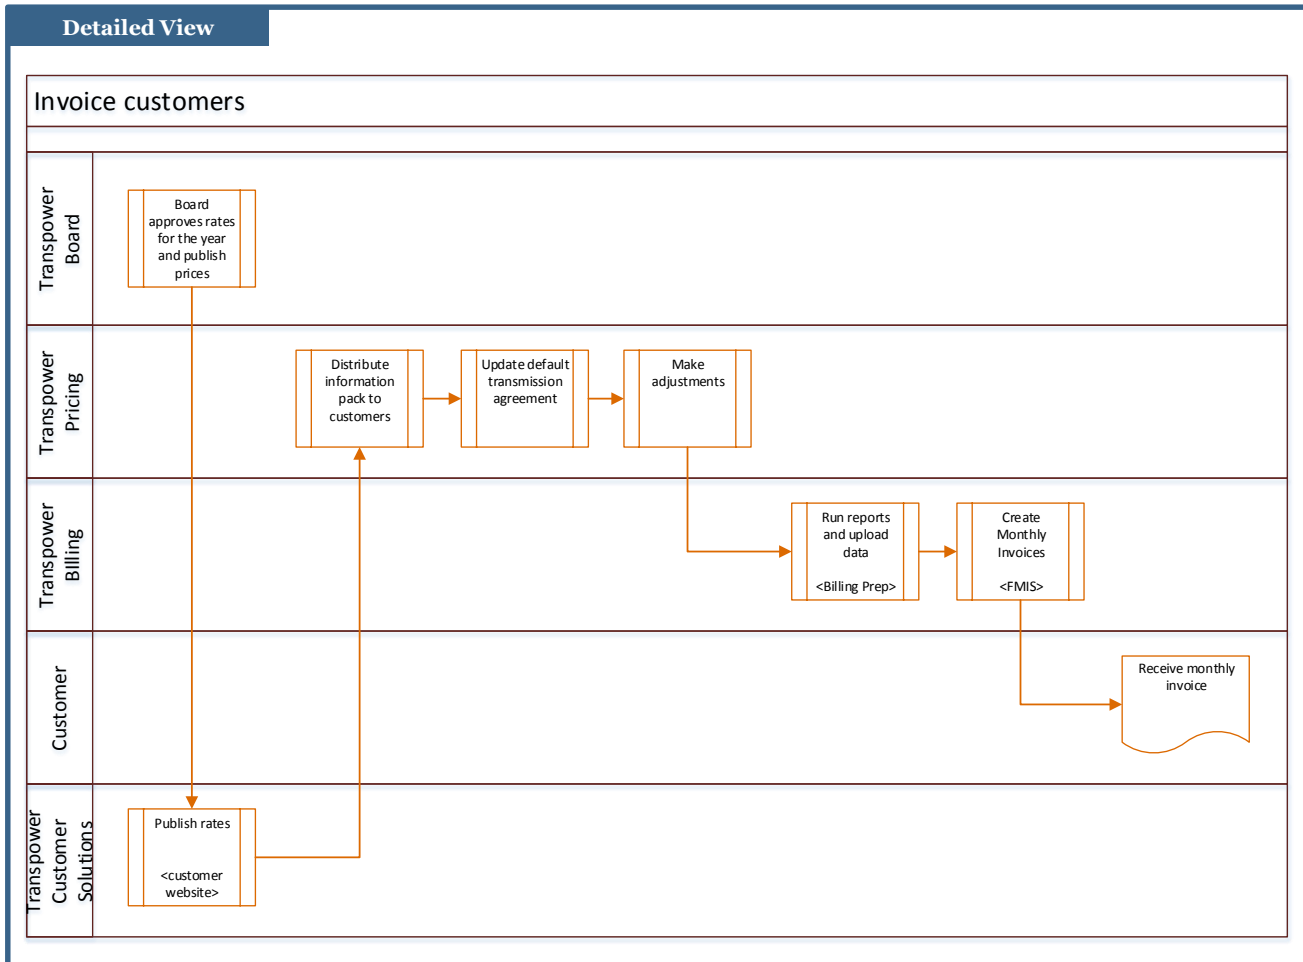 Detailed View
Invoice customers
Transpower
Board
Board
approves rates
for the year
and publish
prices
Transpower
Pricing
Distribute
information
pack to
customers
Update default
transmission
agreement
Make
adjustments
Transpower
BIlling
Run reports
and upload
data
<Billing Prep>
Create
Monthly
Invoices
<FMIS>
Customer
Receive monthly
invoice
Transpower
Customer
Solutions
Publish rates
<customer
website>